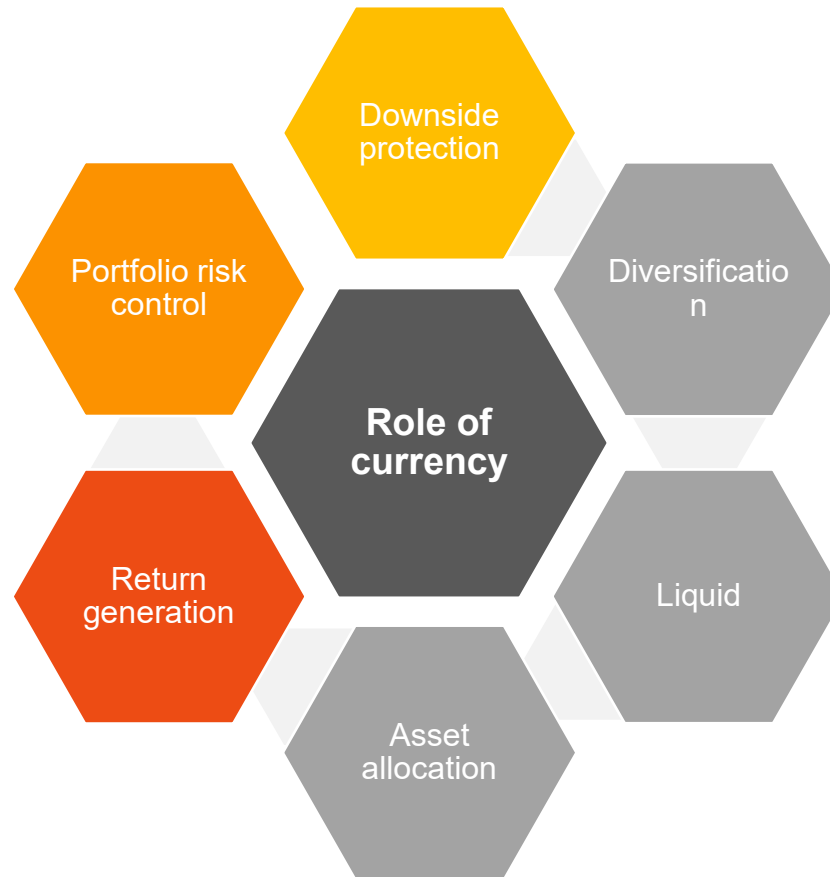 Downside
protection
Portfolio risk
control
Diversificatio
n
Role of
currency
Return
generation
Liquid
Asset
allocation